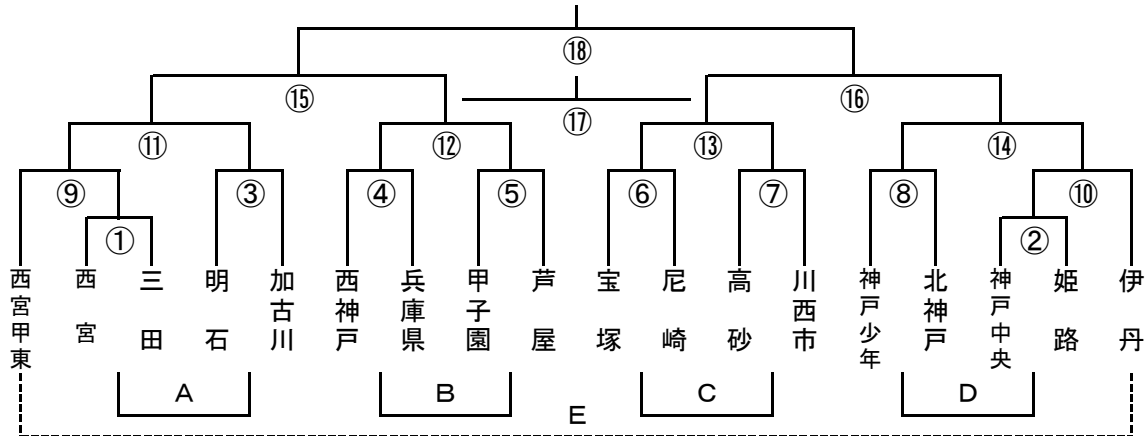 ⑱
⑮
⑯
⑰
⑪
⑫
⑬
⑭
⑨
③
④
⑤
⑥
⑦
⑧
⑩
①
②
西宮甲東
西宮
三田
明石
加古川
西神戸
兵庫県
甲子園
芦屋
宝塚
尼崎
高砂
川西市
神戸少年
北神戸
神戸中央
姫路
伊丹
A
B
C
D
E